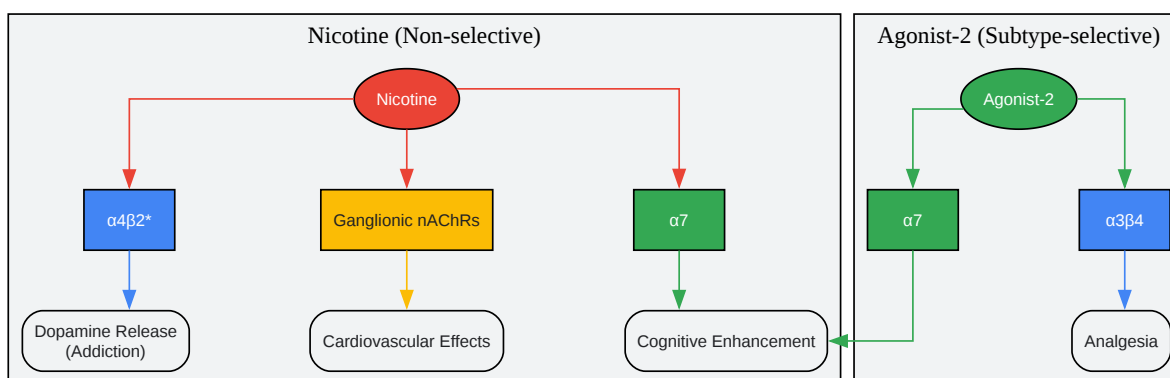 Nicotine (Non-selective)
Agonist-2 (Subtype-selective)
Nicotine
Agonist-2
α4β2*
Ganglionic nAChRs
α7
α7
α3β4
Dopamine Release
(Addiction)
Cardiovascular Effects
Cognitive Enhancement
Analgesia